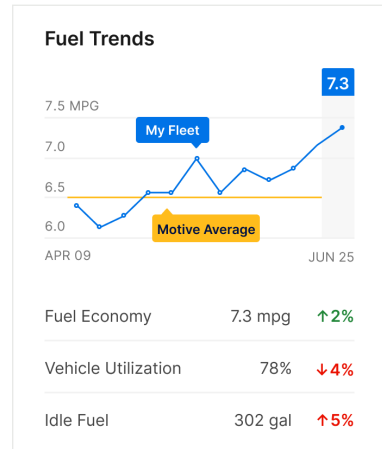 Fuel Trends
7.3
7.5 MPG
My Fleet
7.0
6.5
6.0
Motive Average
APR 09
JUN 25
Fuel Economy 7.3 mpg ↑2%
Vehicle Utilization 78% ↓4%
Idle Fuel 302 gal ↑5%